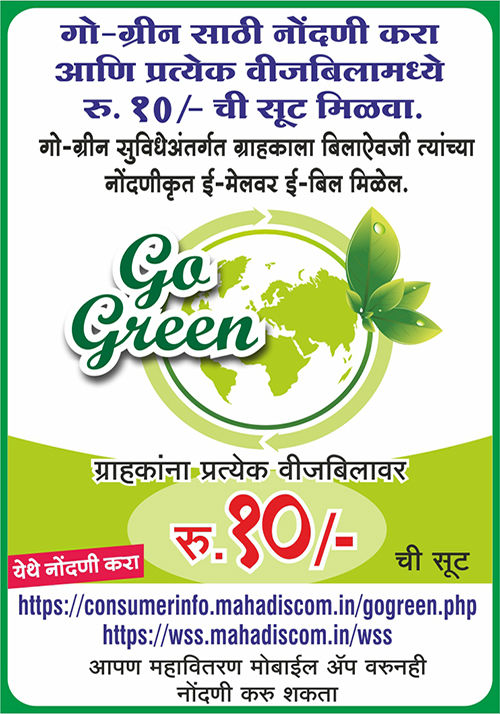 गो-ग्रीन साठी नोंदणी करा
आणि प्रत्येक वीजबिलामध्ये
रु. १०/- ची सूट मिळवा.
गो-ग्रीन सुविधेअंतर्गत ग्राहकाला बिलाऐवजी त्यांच्या
नोंदणीकृत ई-मेलवर ई-बिल मिळेल.
Go
Green
ग्राहकांना प्रत्येक वीजबिलावर
रु.१०/-
ची सूट
येथे नोंदणी करा
https://consumerinfo.mahadiscom.in/gogreen.php
https://wss.mahadiscom.in/wss
आपण महावितरण मोबाईल ॲप वरुनही
नोंदणी करु शकता